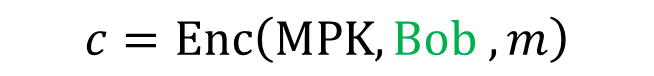 c = Enc(MPK, Bob , m)